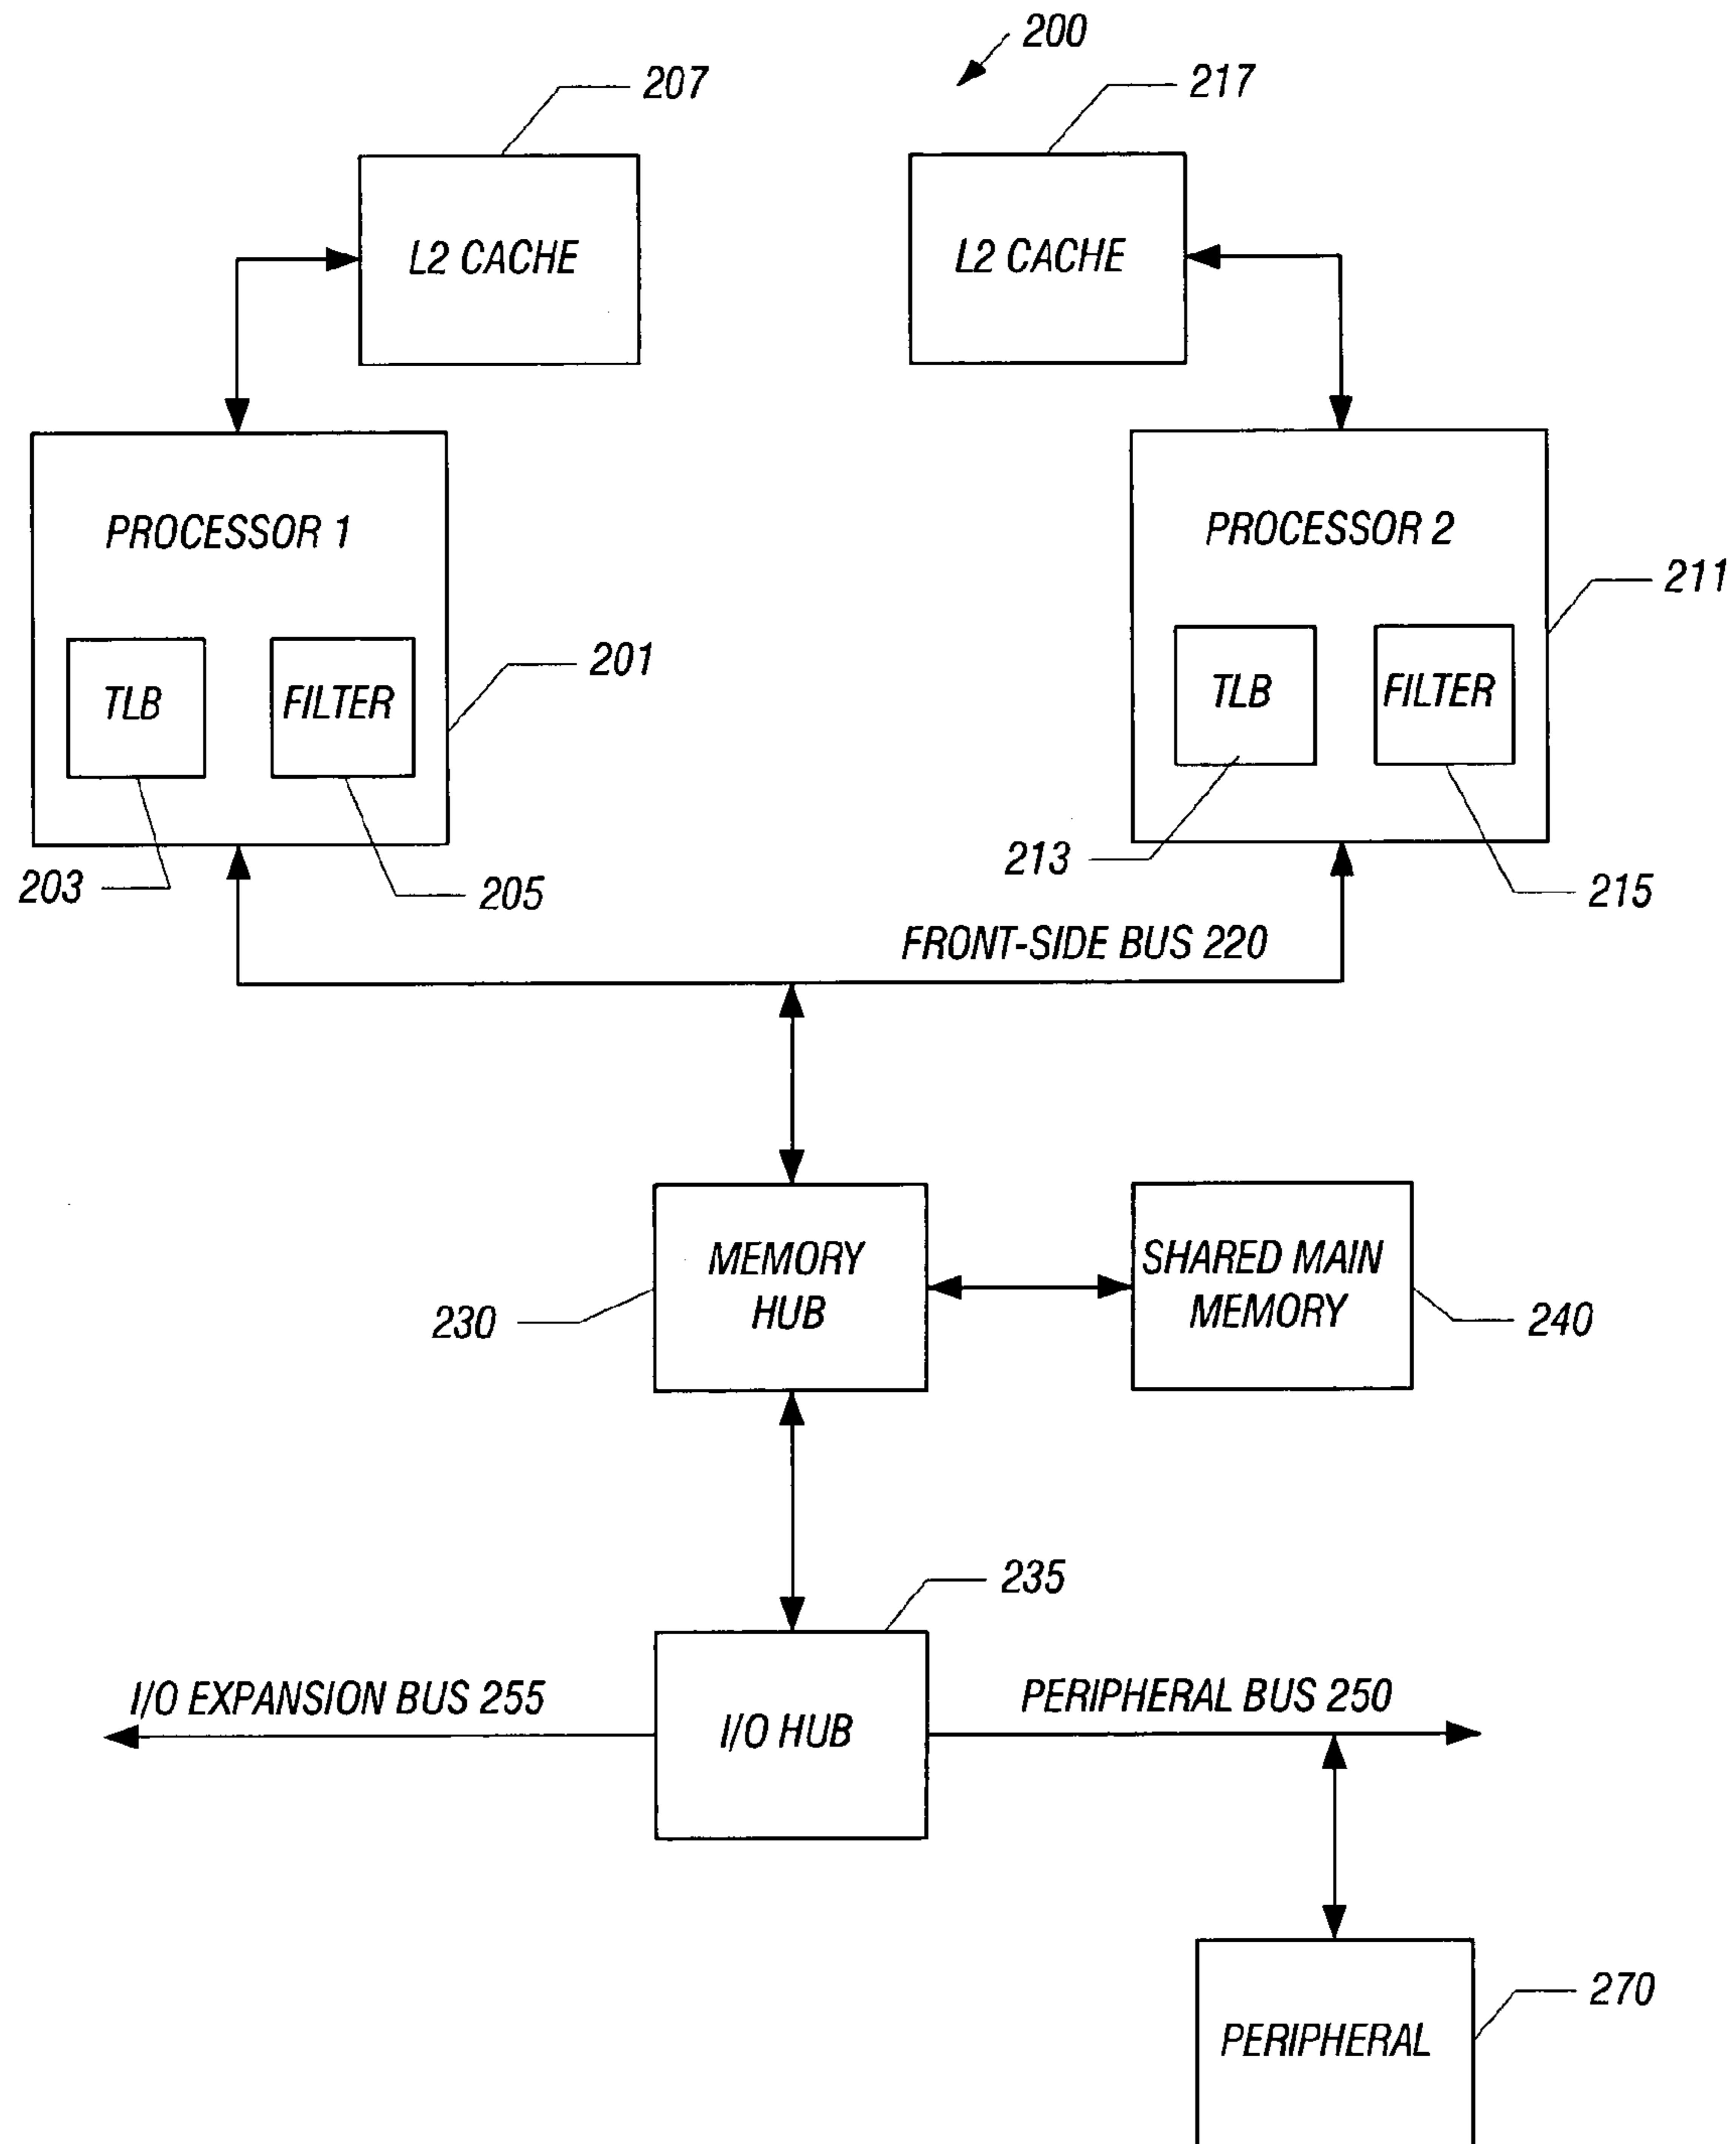 200
207
217
L2 CACHE
L2 CACHE
PROCESSOR 1
PROCESSOR 2
211
201
TLB
FILTER
TLB
FILTER
203
205
213
215
FRONT-SIDE BUS 220
MEMORY
HUB
SHARED MAIN
MEMORY
230
240
235
I/O EXPANSION BUS 255
I/O HUB
PERIPHERAL BUS 250
270
PERIPHERAL